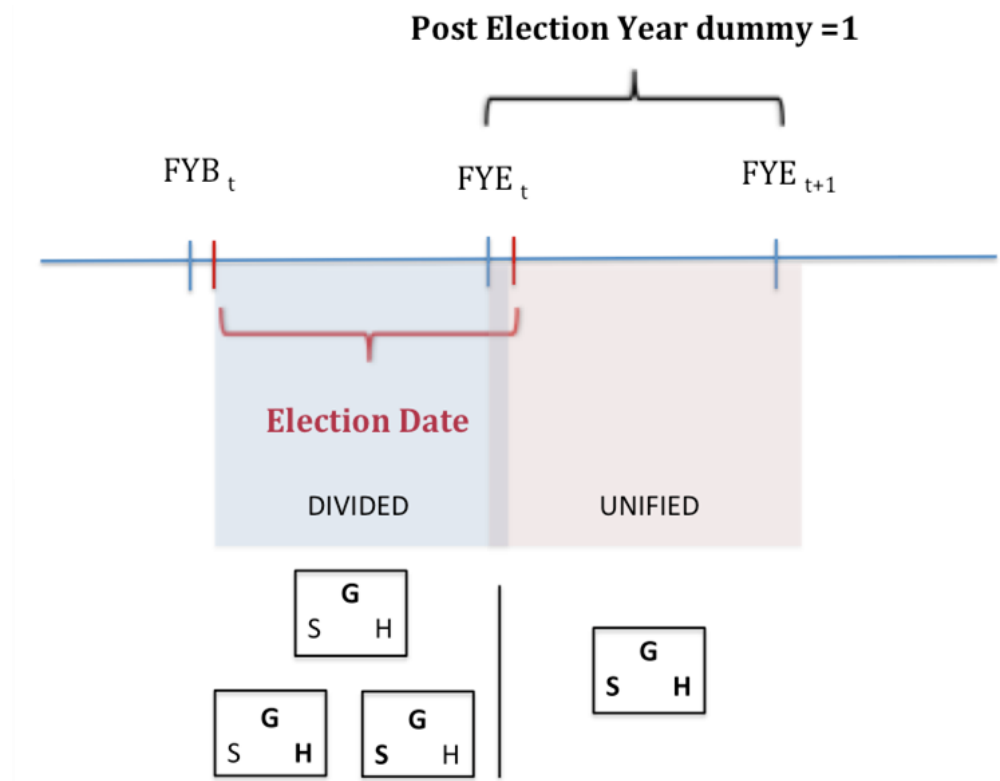 Post Election Year dummy =1
FYB t
FYE t
FYE t+1
Election Date
DIVIDED
UNIFIED
G
S H
G
S H
G
S H
G
S H